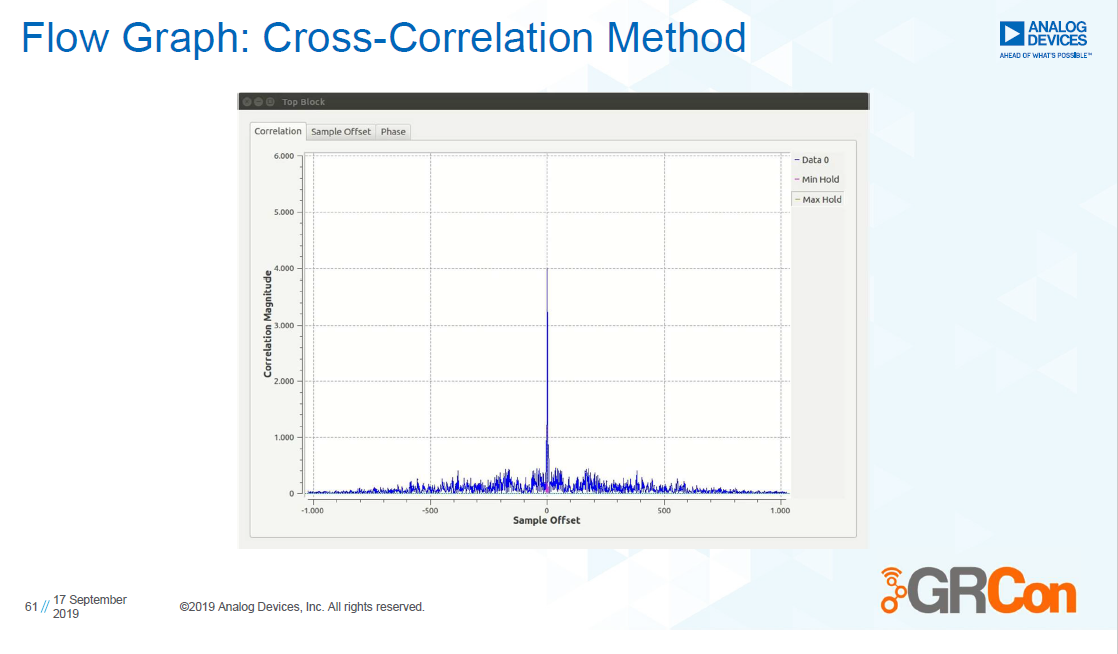 Flow Graph: Cross-Correlation Method
ANALOG
DEVICES
AHEAD OF WHAT'S POSSIBLE™
Top Block
Correlation Sample Offset Phase
6.000
5.000
4.000
3.000
2.000
1.000
0
Correlation Magnitude
-1.000 -500 0 500 1.000
Sample Offset
Data 0
Min Hold
Max Hold
61 // 17 September
2019
©2019 Analog Devices, Inc. All rights reserved.
GRCon